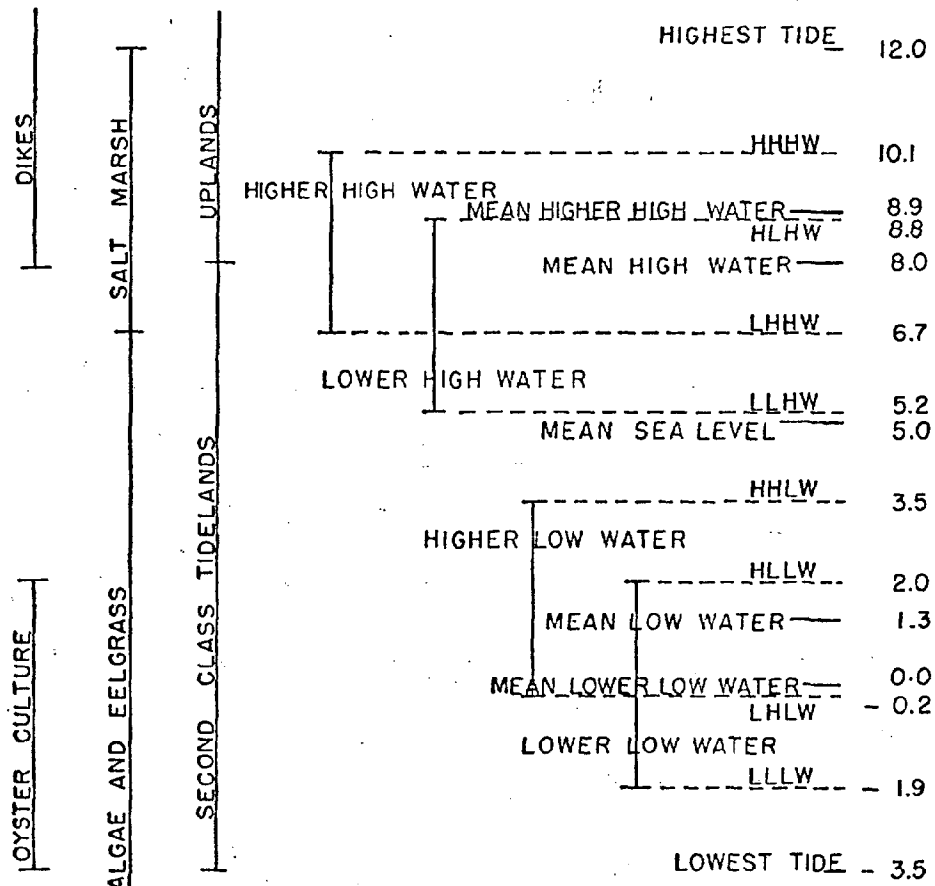 HIGHEST TIDE 12.0
HHHW 10.1
HIGHER HIGH WATER
MEAN HIGHER HIGH WATER 8.9
HLHW 8.8
MEAN HIGH WATER 8.0
LHHW 6.7
LOWER HIGH WATER
LLHW 5.2
MEAN SEA LEVEL 5.0
HHLW 3.5
HIGHER LOW WATER
HLLW 2.0
MEAN LOW WATER 1.3
MEAN LOWER LOW WATER 0.0
LHLW - 0.2
LOWER LOW WATER
LLLW - 1.9
LOWEST TIDE - 3.5
DIKES
OYSTER CULTURE
SALT MARSH
ALGAE AND EELGRASS
UPLANDS
SECOND CLASS TIDELANDS